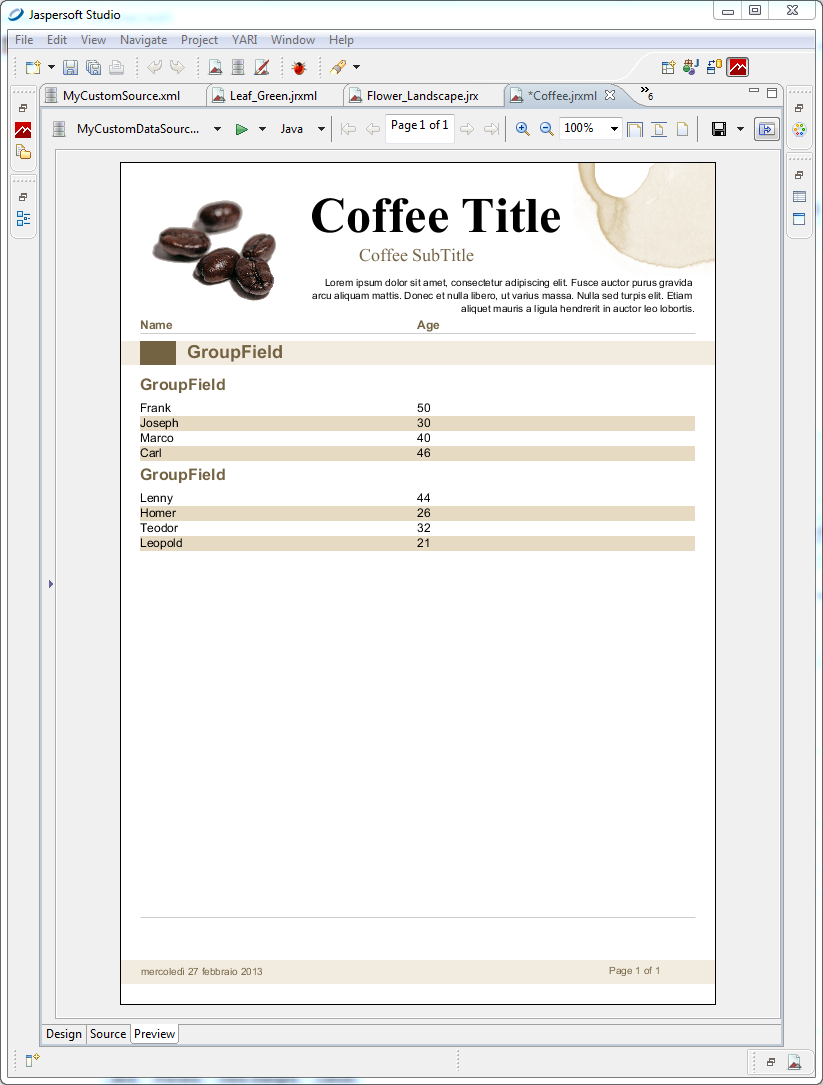 Jaspersoft Studio
File Edit View Navigate Project YARI Window Help
MyCustomSource.xml Leaf_Green.jrxml Flower_Landscape.jrx *Coffee.jrxml » 6
MyCustomDataSourc... Java Page 1 of 1 100%
Coffee Title
Coffee SubTitle
Lorem ipsum dolor sit amet, consectetur adipiscing elit. Fusce auctor purus gravida
arcu aliquam mattis. Donec et nulla libero, ut varius massa. Nulla sed turpis elit. Etiam
aliquet mauris a ligula hendrerit in auctor leo lobortis.
Name Age
GroupField
GroupField
Frank 50
Joseph 30
Marco 40
Carl 46
GroupField
Lenny 44
Homer 26
Teodor 32
Leopold 21
mercoledì 27 febbraio 2013 Page 1 of 1
Design Source Preview